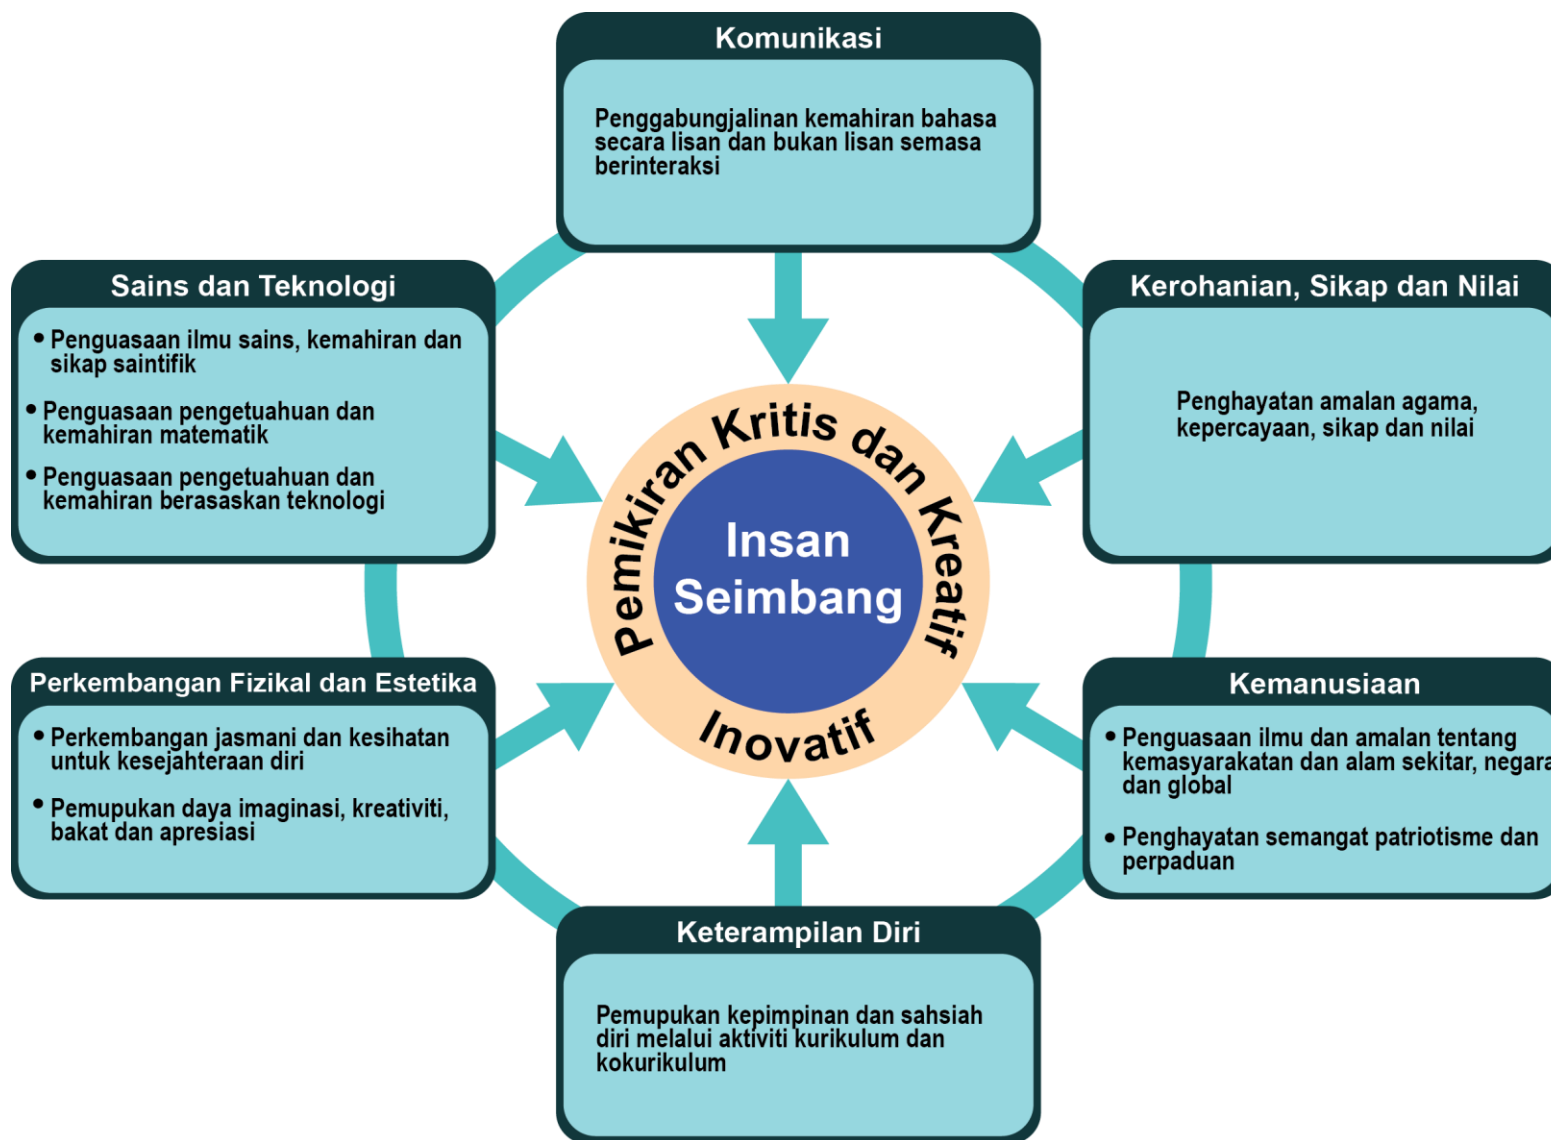 Komunikasi
Penggabungjalinan kemahiran bahasa
secara lisan dan bukan lisan semasa
berinteraksi
Sains dan Teknologi
• Penguasaan ilmu sains, kemahiran dan
sikap saintifik
• Penguasaan pengetuahuan dan
kemahiran matematik
• Penguasaan pengetuahuan dan
kemahiran berasaskan teknologi
Kerohanian, Sikap dan Nilai
Penghayatan amalan agama,
kepercayaan, sikap dan nilai
Pemikiran Kritis dan Kreatif
Insan
Seimbang
Inovatif
Perkembangan Fizikal dan Estetika
• Perkembangan jasmani dan kesihatan
untuk kesejahteraan diri
• Pemupukan daya imaginasi, kreativiti,
bakat dan apresiasi
Kemanusiaan
• Penguasaan ilmu dan amalan tentang
kemasyarakatan dan alam sekitar, negara
dan global
• Penghayatan semangat patriotisme dan
perpaduan
Keterampilan Diri
Pemupukan kepimpinan dan sahsiah
diri melalui aktiviti kurikulum dan
kokurikulum